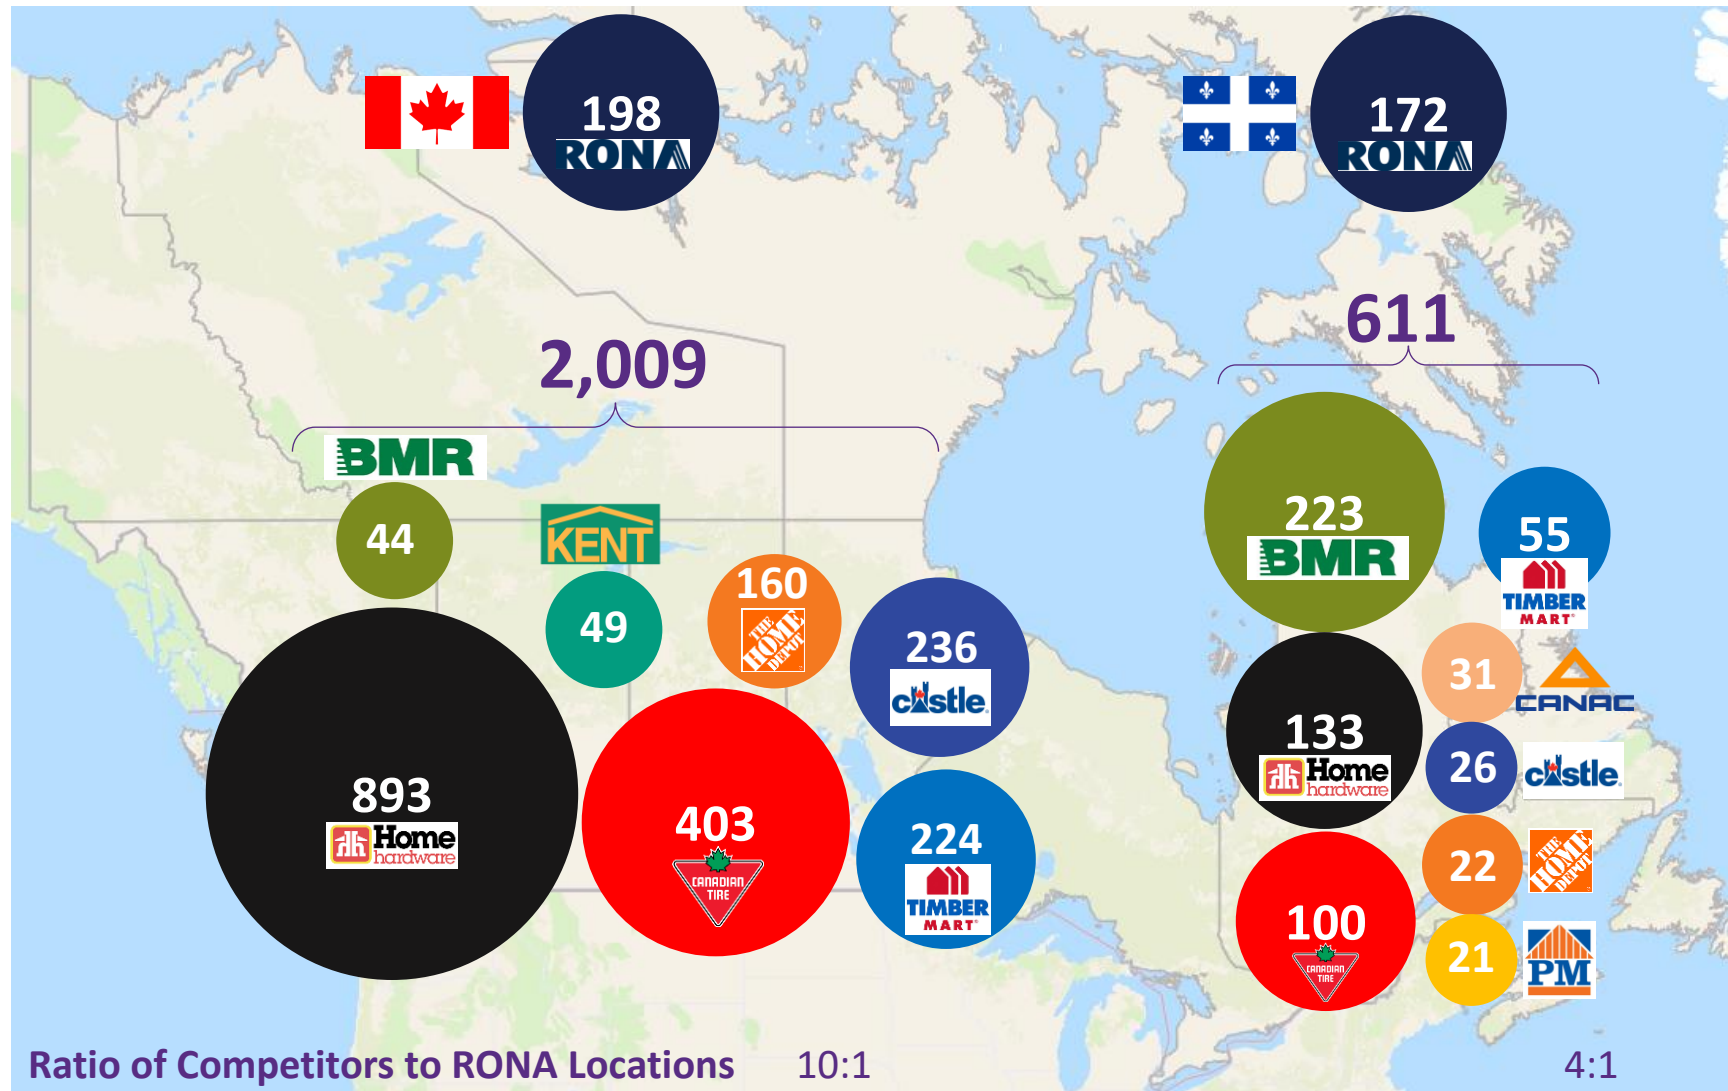 198
RONA
172
RONA
2,009
611
BMR
44
KENT
49
160
THE
HOME
DEPOT
236
castle
893
Home
hardware
403
CANADIAN
TIRE
224
TIMBER
MART
223
BMR
55
TIMBER
MART
133
Home
hardware
31
CANAC
26
castle
22
THE
HOME
DEPOT
100
CANADIAN
TIRE
21
PM
Ratio of Competitors to RONA Locations 10:1 4:1